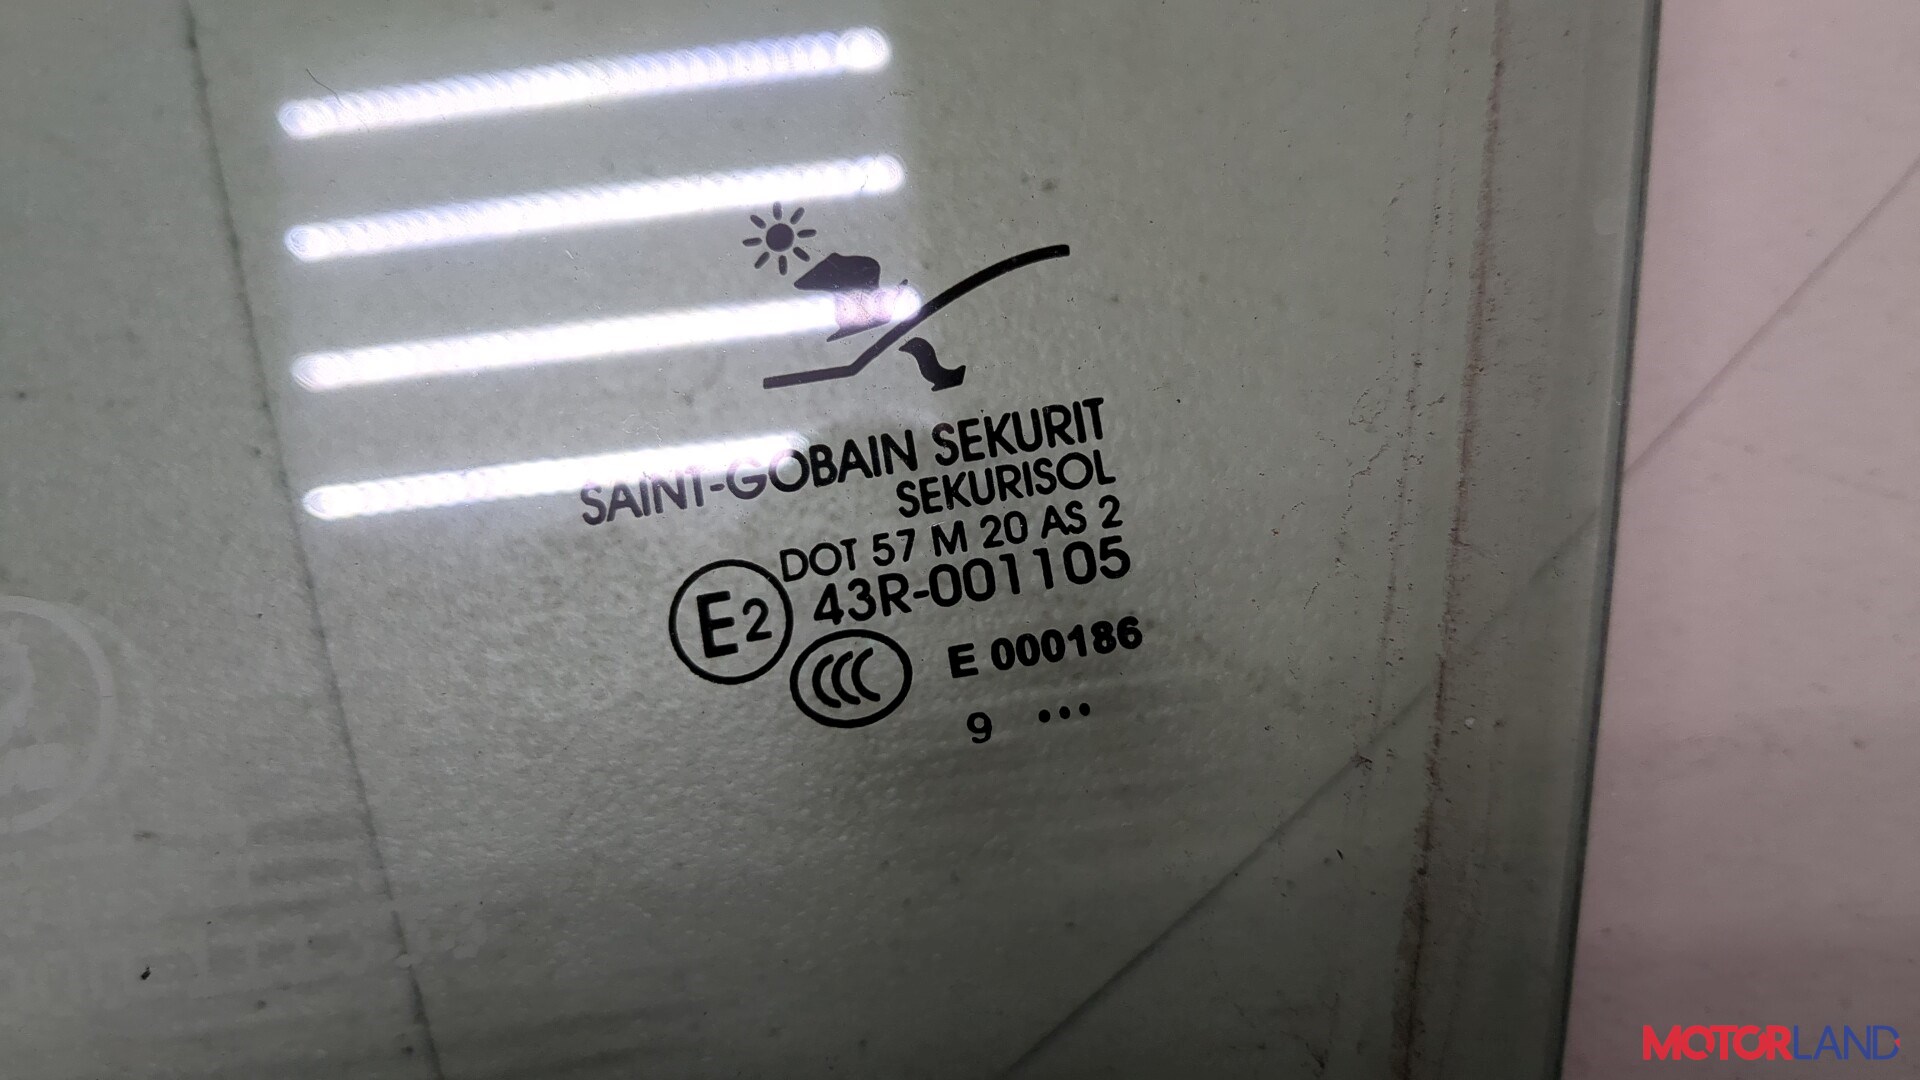 SAINT-GOBAIN SEKURIT
SEKURISOL
DOT 57 M 20 AS 2
E2 43R-001105
CCC E 000186
9 •••
MOTORLAND